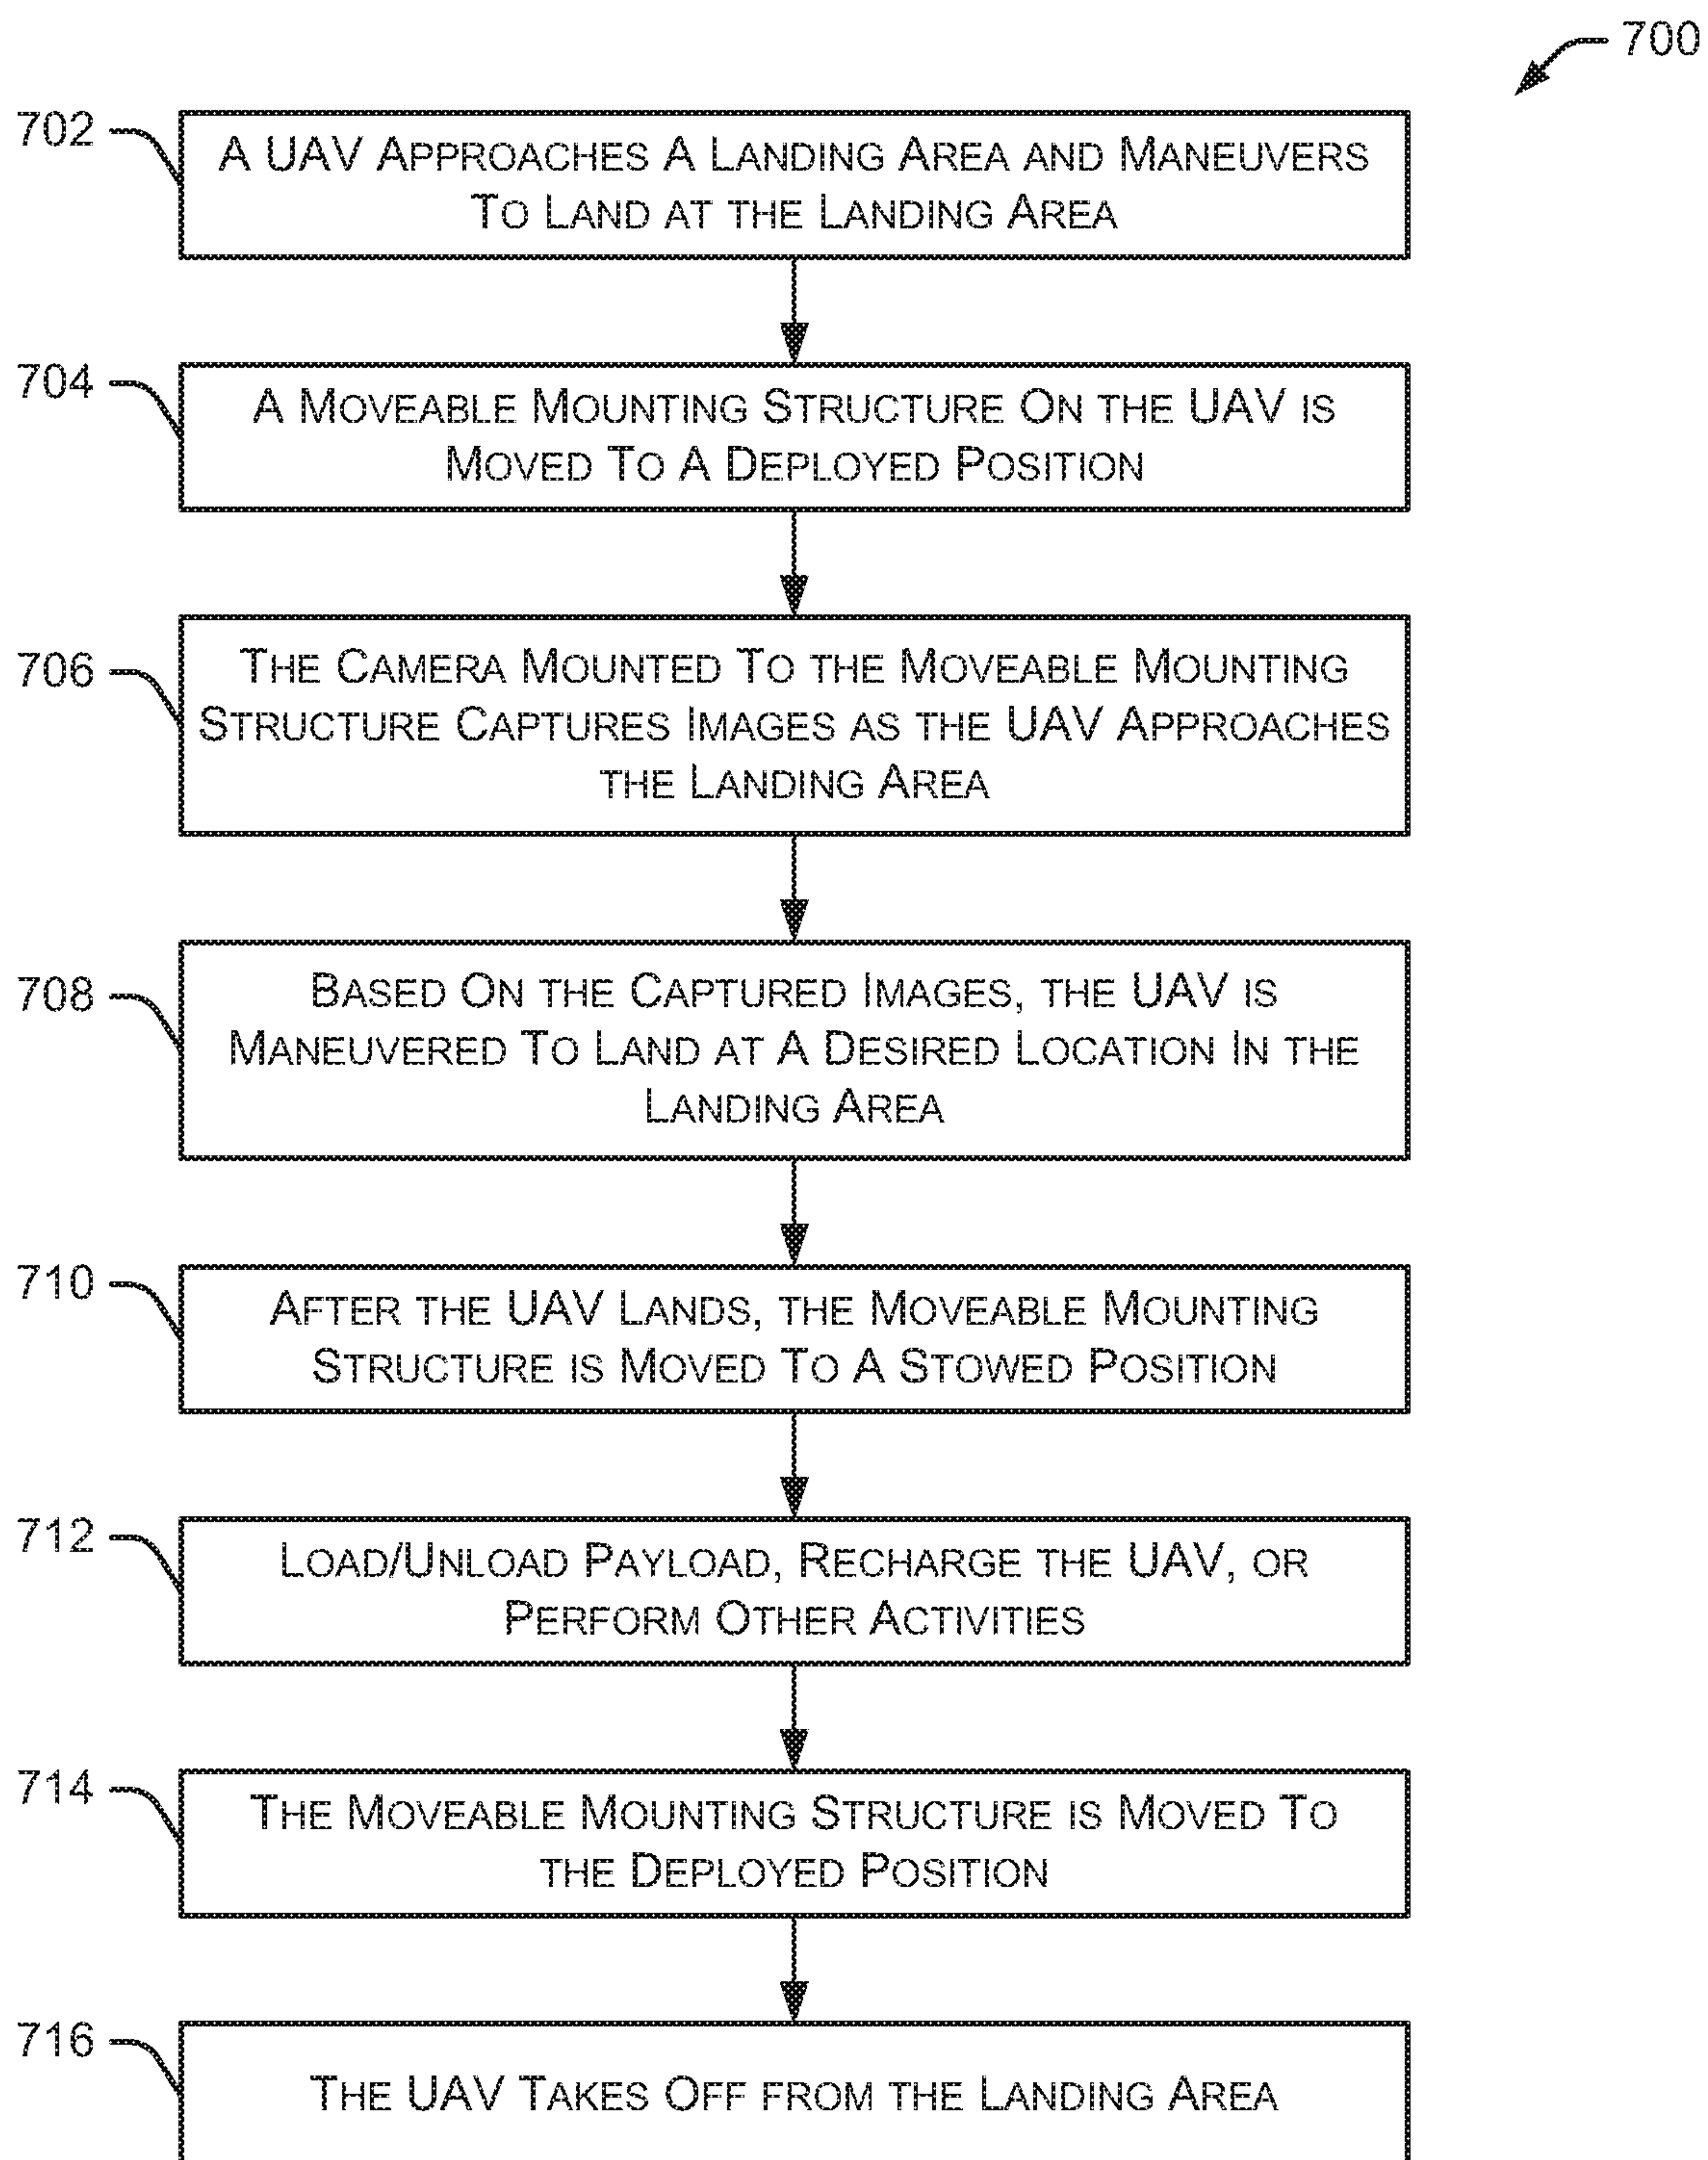 700
702
A UAV APPROACHES A LANDING AREA AND MANEUVERS
TO LAND AT THE LANDING AREA
704
A MOVEABLE MOUNTING STRUCTURE ON THE UAV IS
MOVED TO A DEPLOYED POSITION
706
THE CAMERA MOUNTED TO THE MOVEABLE MOUNTING
STRUCTURE CAPTURES IMAGES AS THE UAV APPROACHES
THE LANDING AREA
708
BASED ON THE CAPTURED IMAGES, THE UAV IS
MANEUVERED TO LAND AT A DESIRED LOCATION IN THE
LANDING AREA
710
AFTER THE UAV LANDS, THE MOVEABLE MOUNTING
STRUCTURE IS MOVED TO A STOWED POSITION
712
LOAD/UNLOAD PAYLOAD, RECHARGE THE UAV, OR
PERFORM OTHER ACTIVITIES
714
THE MOVEABLE MOUNTING STRUCTURE IS MOVED TO
THE DEPLOYED POSITION
716
THE UAV TAKES OFF FROM THE LANDING AREA